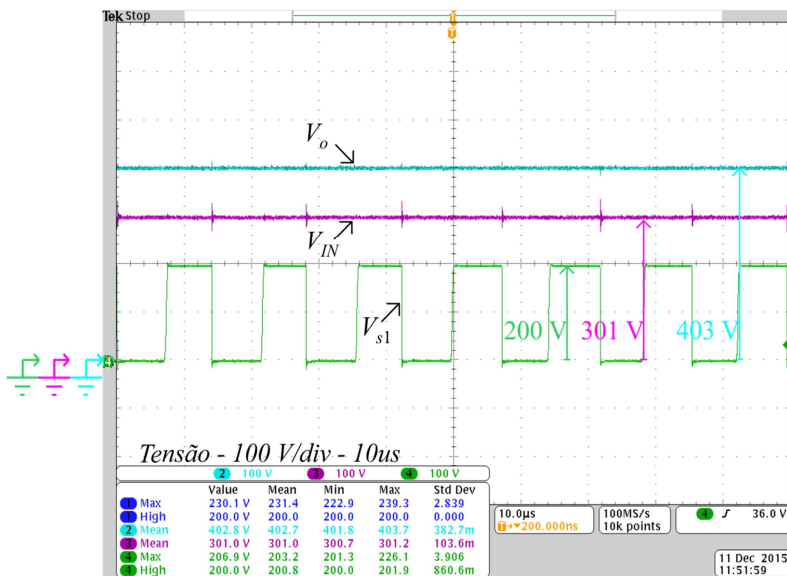 Tek Stop
T
T
V_o
V_IN
V_s1
200 V 301 V 403 V
4
Tensão - 100 V/div - 10us
2 100 V 3 100 V 4 100 V
Value Mean Min Max Std Dev
1 Max 230.1 V 231.4 222.9 239.3 2.839
1 High 200.0 V 200.0 200.0 200.0 0.000
2 Mean 402.8 V 402.7 401.8 403.7 382.7m
3 Mean 301.0 V 301.0 300.7 301.2 103.6m
4 Max 206.9 V 203.2 201.3 226.1 3.906
4 High 200.0 V 200.8 200.0 201.9 860.6m
10.0µs
T→▼200.000ns
100MS/s
10k points
4 ƒ 36.0 V
11 Dec 2015
11:51:59